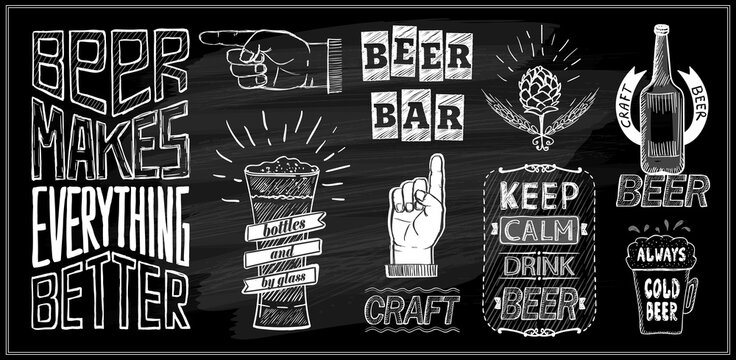 BEER
MAKES
EVERYTHING
BETTER
BEER
BAR
bottles
and
by glass
CRAFT
KEEP
CALM
DRINK
BEER
CRAFT BEER
BEER
ALWAYS
COLD
BEER